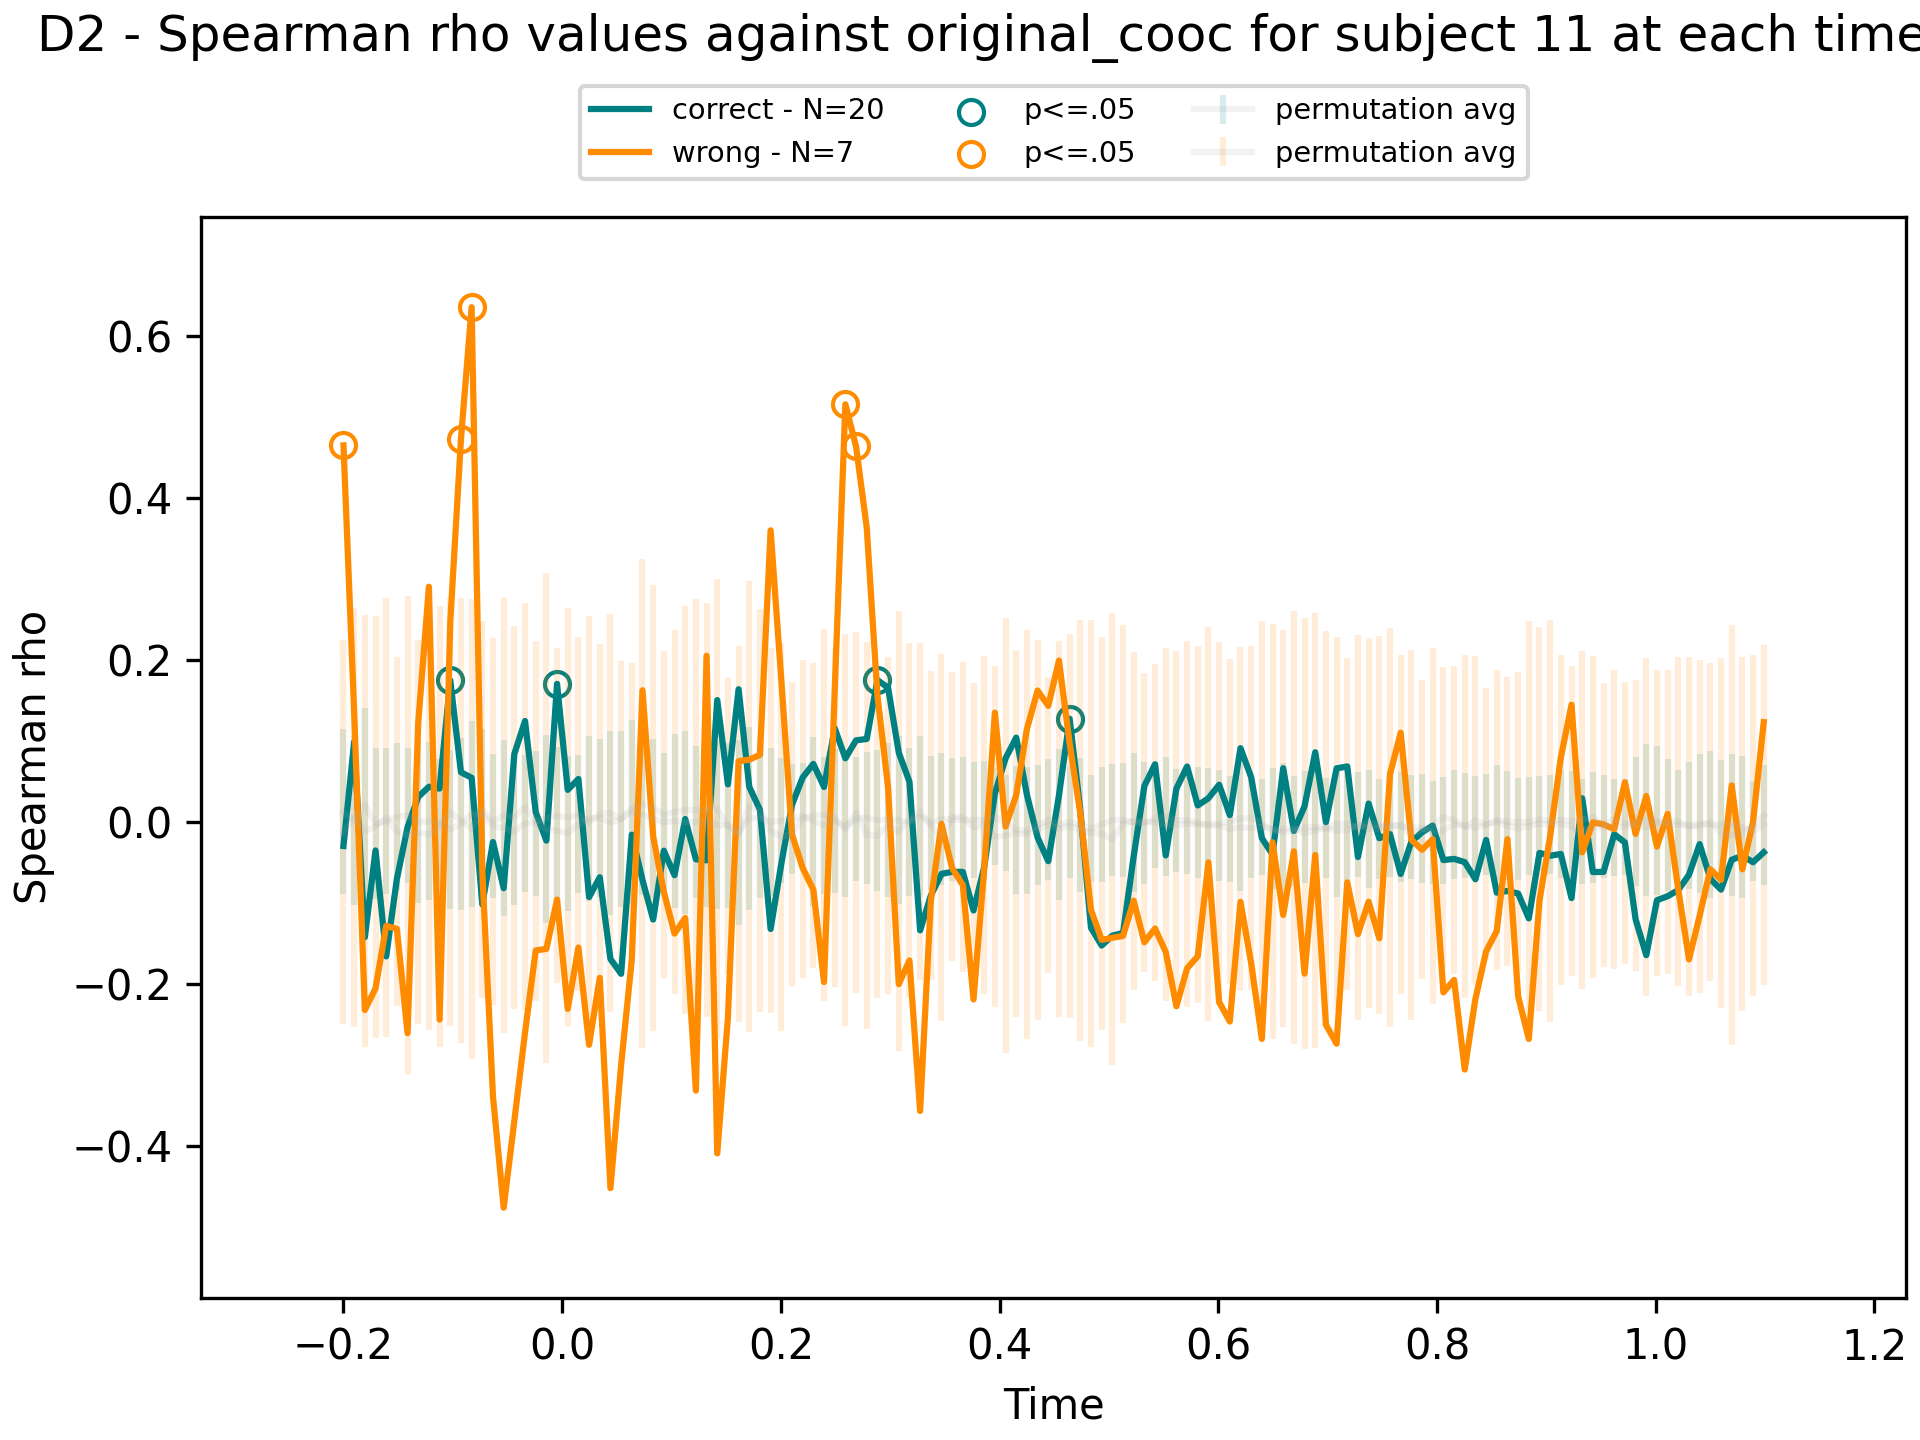 D2 - Spearman rho values against original_cooc for subject 11 at each time
correct - N=20
wrong - N=7
p<=.05
p<=.05
permutation avg
permutation avg
Spearman rho
0.6
0.4
0.2
0.0
−0.2
−0.4
−0.2 0.0 0.2 0.4 0.6 0.8 1.0 1.2
Time